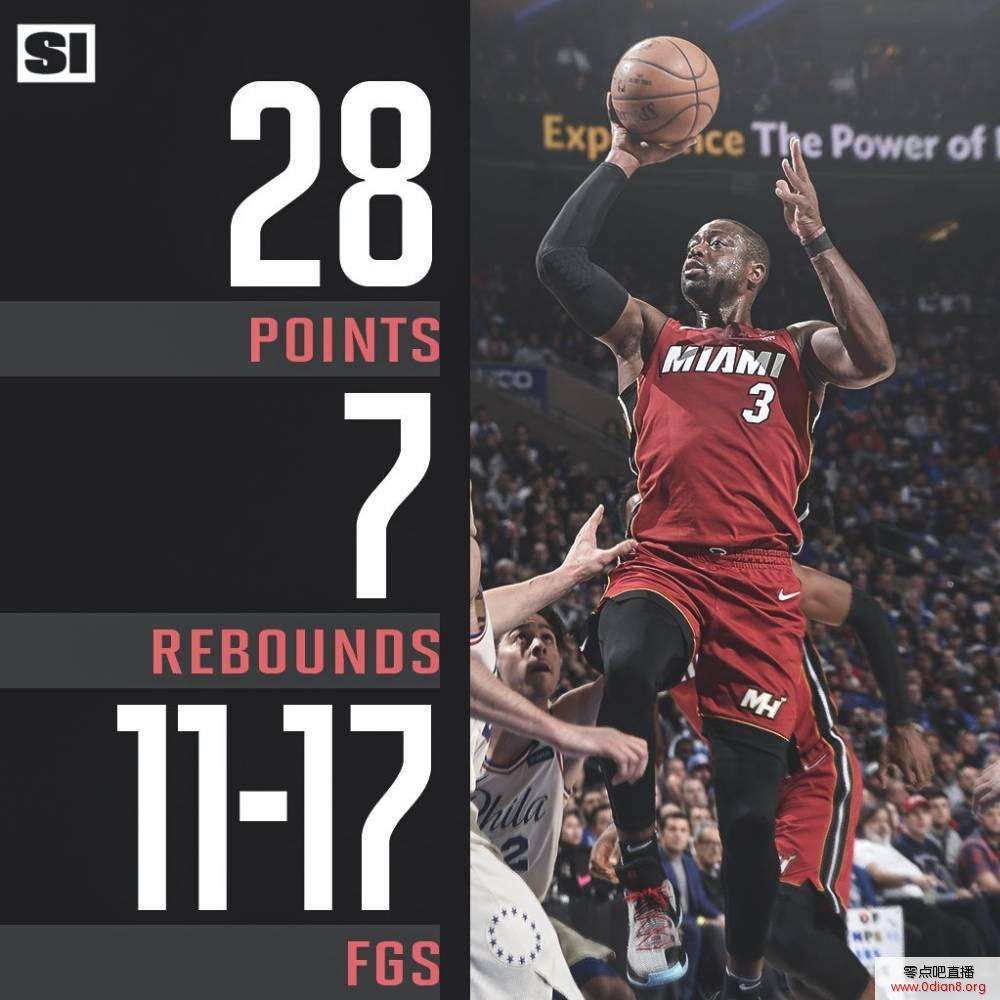 SI
28
POINTS
7
REBOUNDS
11-17
FGS
The Power of
MIAMI
3
MH
Phila
2
零点吧直播
www.0dian8.org